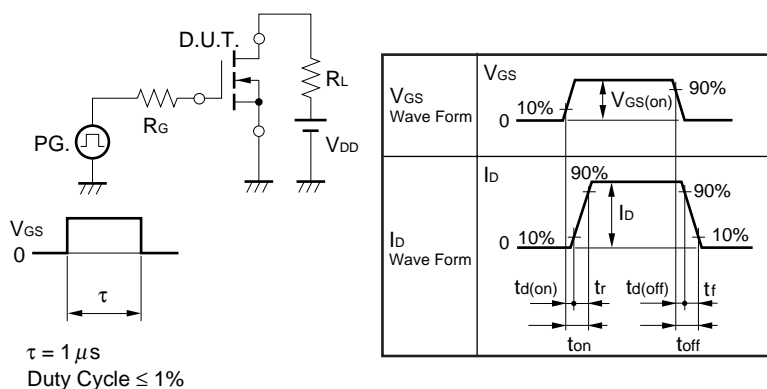 D.U.T.
RL
RG
PG.
VDD
VGS
0
τ
τ = 1 μs
Duty Cycle ≤ 1%
VGS
Wave Form
VGS
10%
0
VGS(on)
90%
ID
Wave Form
ID
90%
90%
0
10%
ID
10%
td(on)
tr
td(off)
tf
ton
toff